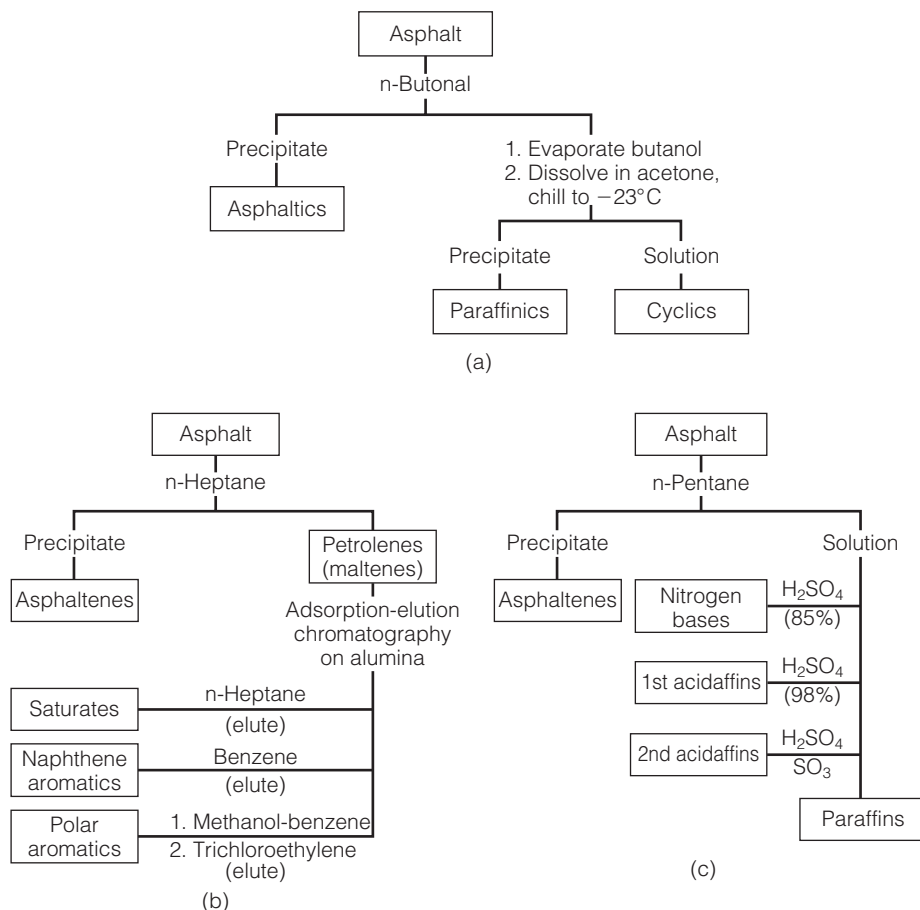 Asphalt
n-Butonal
Precipitate
1. Evaporate butanol
2. Dissolve in acetone,
chill to −23°C
Asphaltics
Precipitate
Solution
Paraffinics
Cyclics
(a)
Asphalt
n-Heptane
Precipitate
Petrolenes
(maltenes)
Asphaltenes
Adsorption-elution
chromatography
on alumina
n-Heptane
Saturates
(elute)
Naphthene
aromatics
Benzene
(elute)
Polar
aromatics
1. Methanol-benzene
2. Trichloroethylene
(elute)
(b)
Asphalt
n-Pentane
Precipitate
Solution
Asphaltenes
Nitrogen
bases
H₂SO₄
(85%)
1st acidaffins
H₂SO₄
(98%)
2nd acidaffins
H₂SO₄
SO₃
Paraffins
(c)